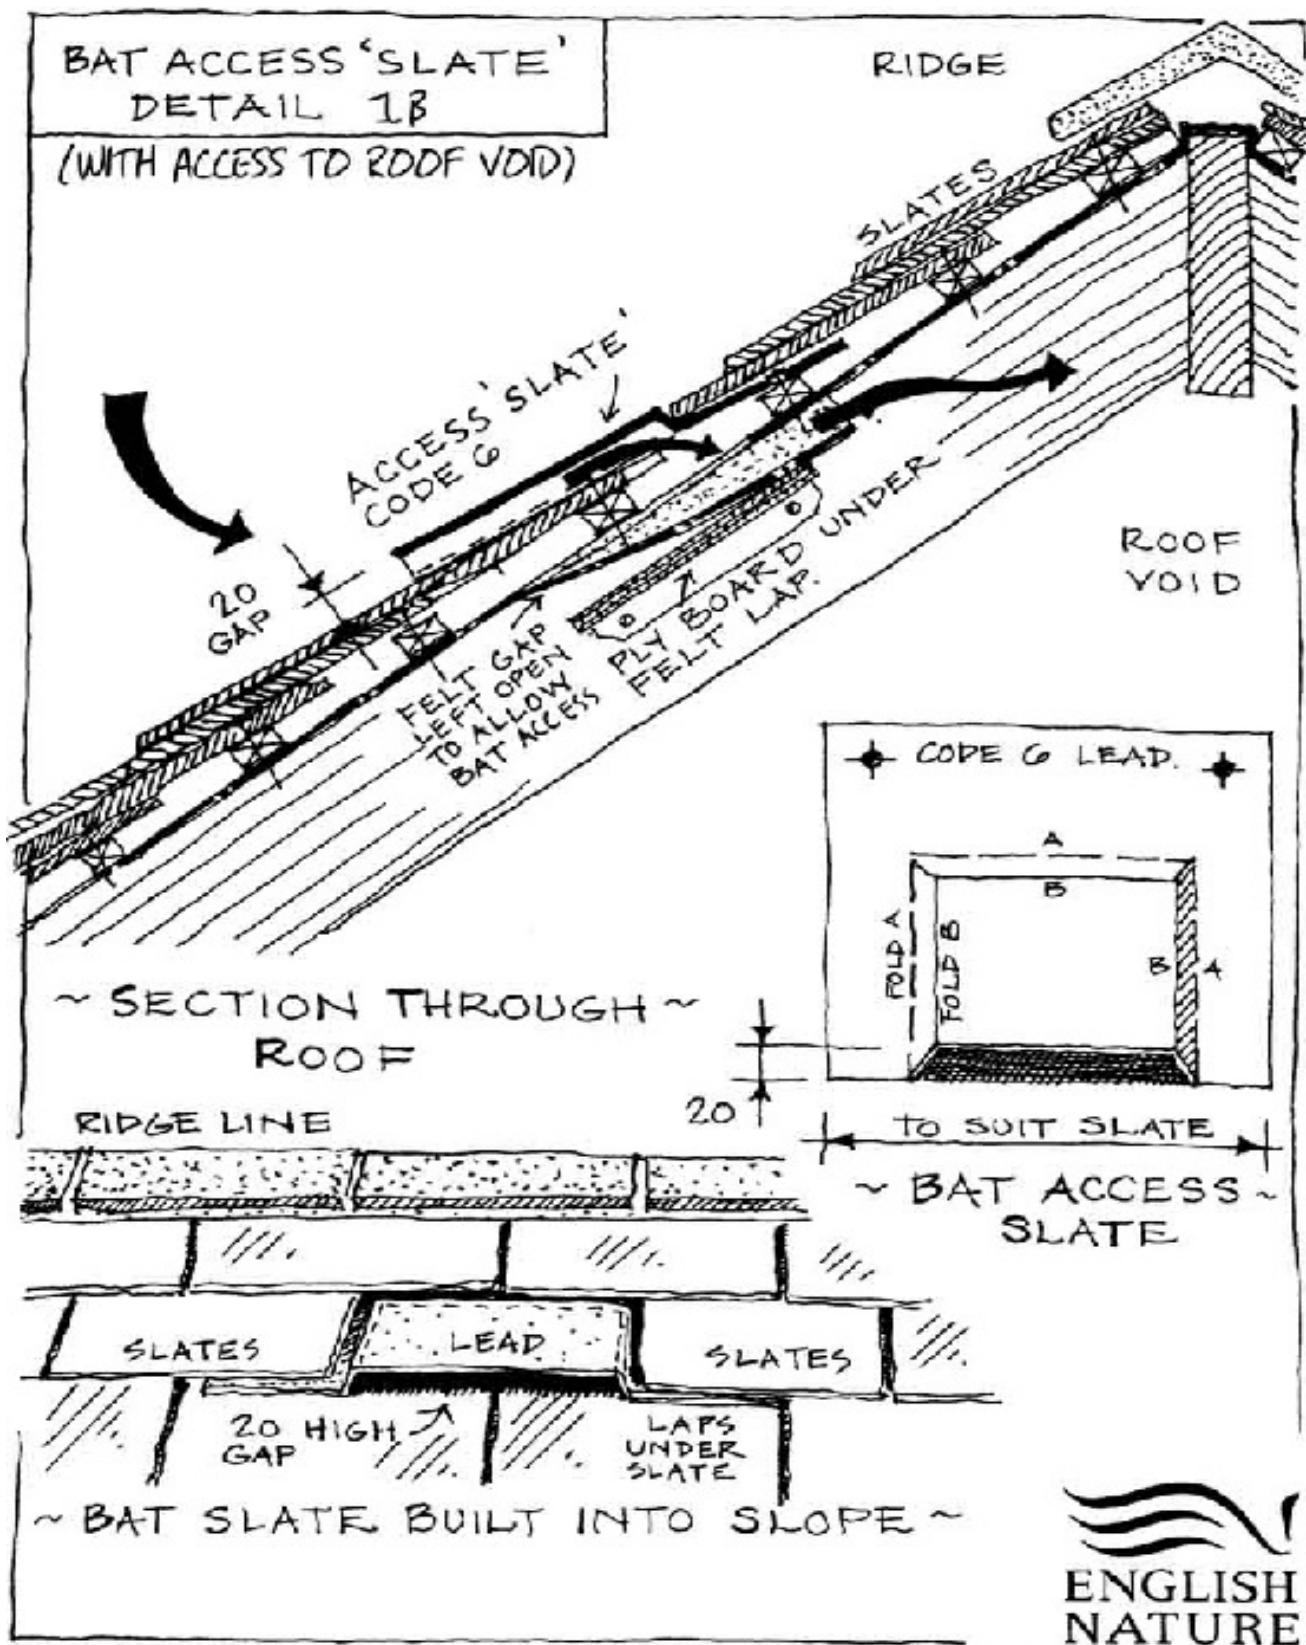 BAT ACCESS 'SLATE'
DETAIL 1B
(WITH ACCESS TO ROOF VOID)
RIDGE
SLATES
ACCESS 'SLATE'
CODE 6
20
GAP
FELT GAP
LEFT OPEN
TO ALLOW
BAT ACCESS
PLY BOARD UNDER
FELT LAP.
ROOF
VOID
~ SECTION THROUGH ~
ROOF
CODE 6 LEAD.
A
B
FOLD A
FOLD B
B
A
20
TO SUIT SLATE
~ BAT ACCESS ~
SLATE
RIDGE LINE
SLATES
LEAD
SLATES
20 HIGH
GAP
LAPS
UNDER
SLATE
~ BAT SLATE BUILT INTO SLOPE ~
ENGLISH
NATURE